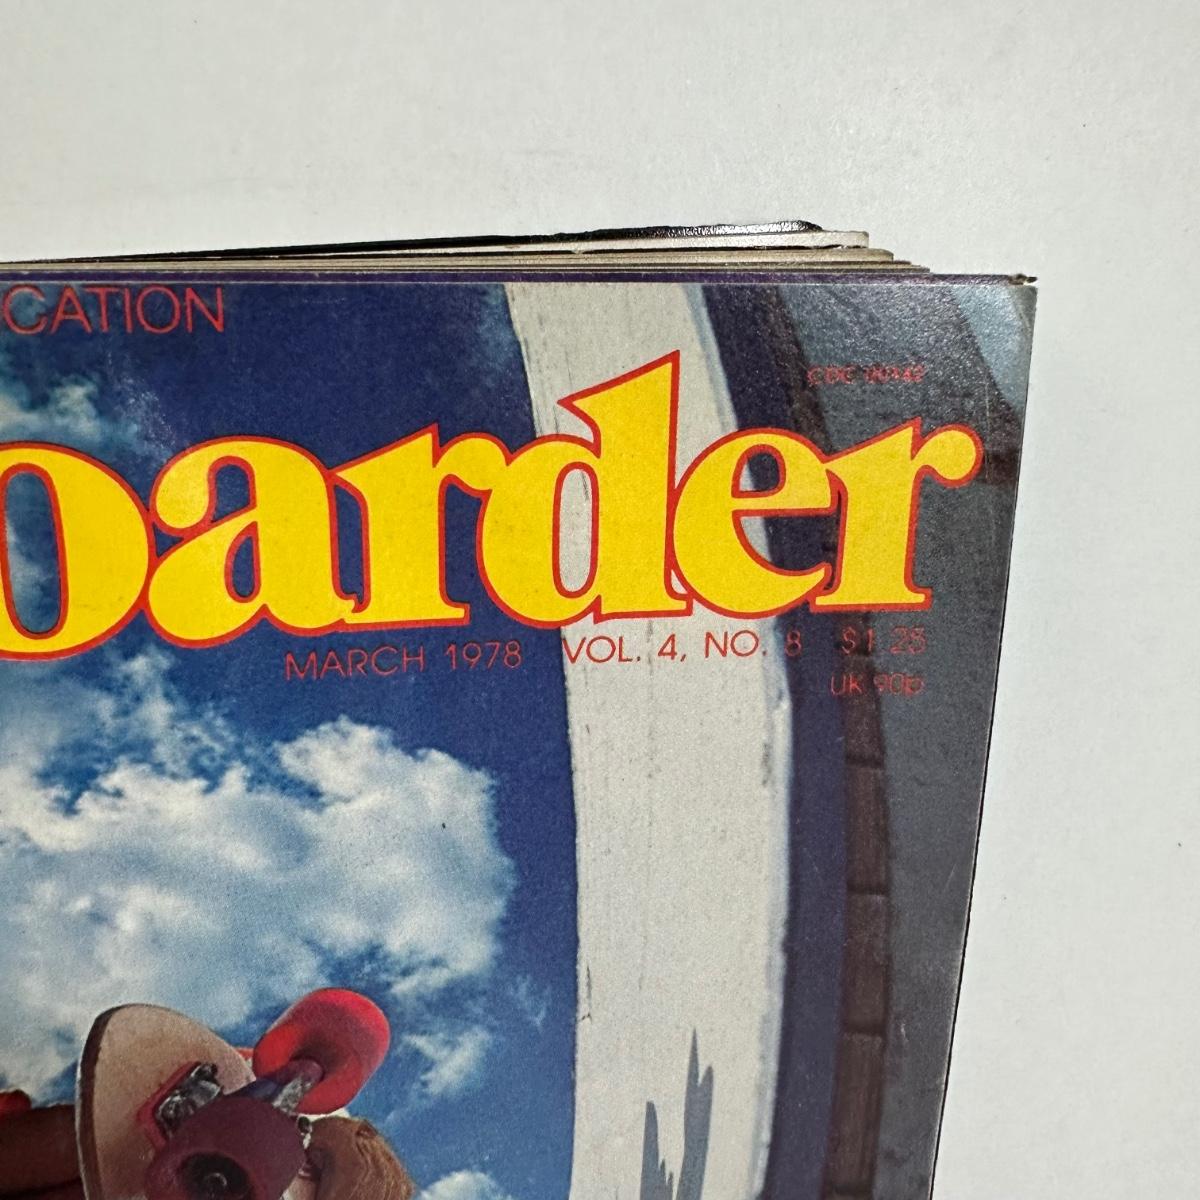 CATION
oarder
MARCH 1978 VOL. 4, NO. 8 $1.25
UK 90p